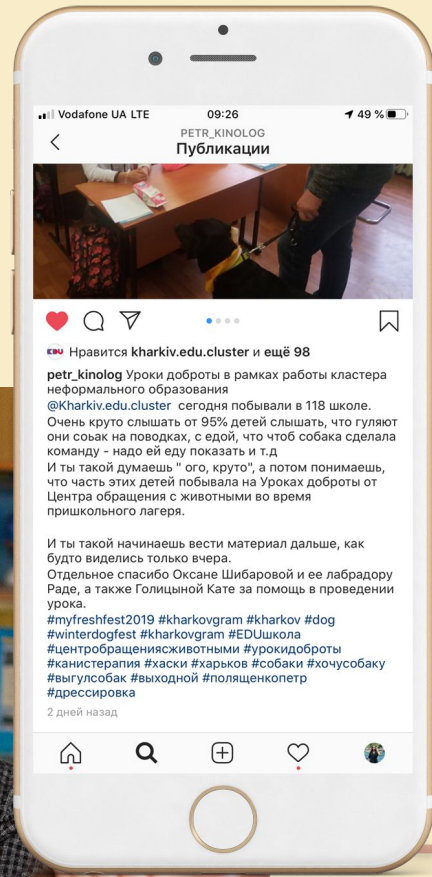 Vodafone UA LTE 09:26 49 %
PETR_KINOLOG
Публикации
EDU Нравится kharkiv.edu.cluster и ещё 98
petr_kinolog Уроки доброты в рамках работы кластера
неформального образования
@Kharkiv.edu.cluster сегодня побывали в 118 школе.
Очень круто слышать от 95% детей слышать, что гуляют
они соьак на поводках, с едой, что чтоб собака сделала
команду - надо ей еду показать и т.д
И ты такой думаешь " ого, круто", а потом понимаешь,
что часть этих детей побывала на Уроках доброты от
Центра обращения с животными во время
пришкольного лагеря.
И ты такой начинаешь вести материал дальше, как
будто виделись только вчера.
Отдельное спасибо Оксане Шибаровой и ее лабрадору
Раде, а также Голицыной Кате за помощь в проведении
урока.
#myfreshfest2019 #kharkovgram #kharkov #dog
#winterdogfest #kharkovgram #EDUшкола
#центробращениясживотными #урокидоброты
#канистерапия #хаски #харьков #собаки #хочусобаку
#выгулсобак #выходной #полященкопетр
#дрессировка
2 дней назад